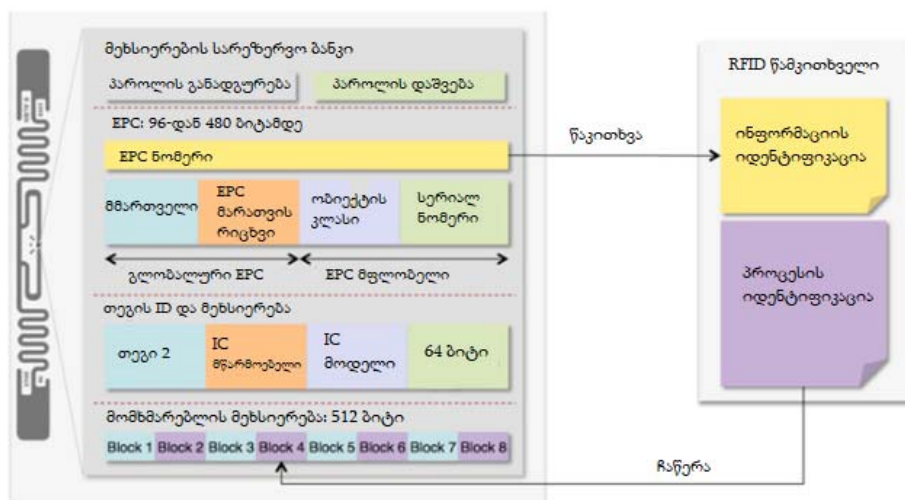 მეხსიერების სარეზერვო ბანკი
პაროლის განადგურება
პაროლის დაშვება
EPC: 96-დან 480 ბიტამდე
EPC ნომერი
მმართველი
EPC
მარათვის
რიცხვი
ობიექტის
კლასი
სერიალ
ნომერი
გლობალური EPC
EPC მფლობელი
თეგის ID და მეხსიერება
თეგი 2
IC
მწარმოებელი
IC
მოდელი
64 ბიტი
მომხმარებლის მეხსიერება: 512 ბიტი
Block 1 Block 2 Block 3 Block 4 Block 5 Block 6 Block 7 Block 8
წაკითხვა
RFID წამკითხველი
ინფორმაციის
იდენტიფიკაცია
პროცესის
იდენტიფიკაცია
ჩაწერა